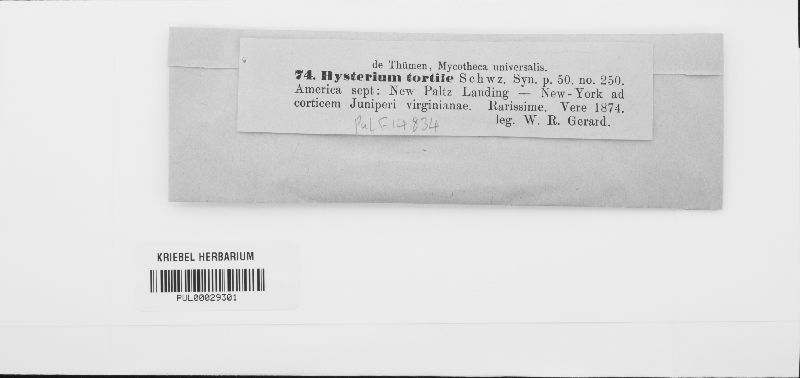 de Thümen, Mycotheca universalis.
74. Hysterium tortile Schwz. Syn. p. 50. no. 250.
America sept: New Paltz Landing — New-York ad
corticem Juniperi virginianae. Rarissime. Vere 1874.
leg. W. R. Gerard.
PUL F 14834
KRIEBEL HERBARIUM
PUL00029301